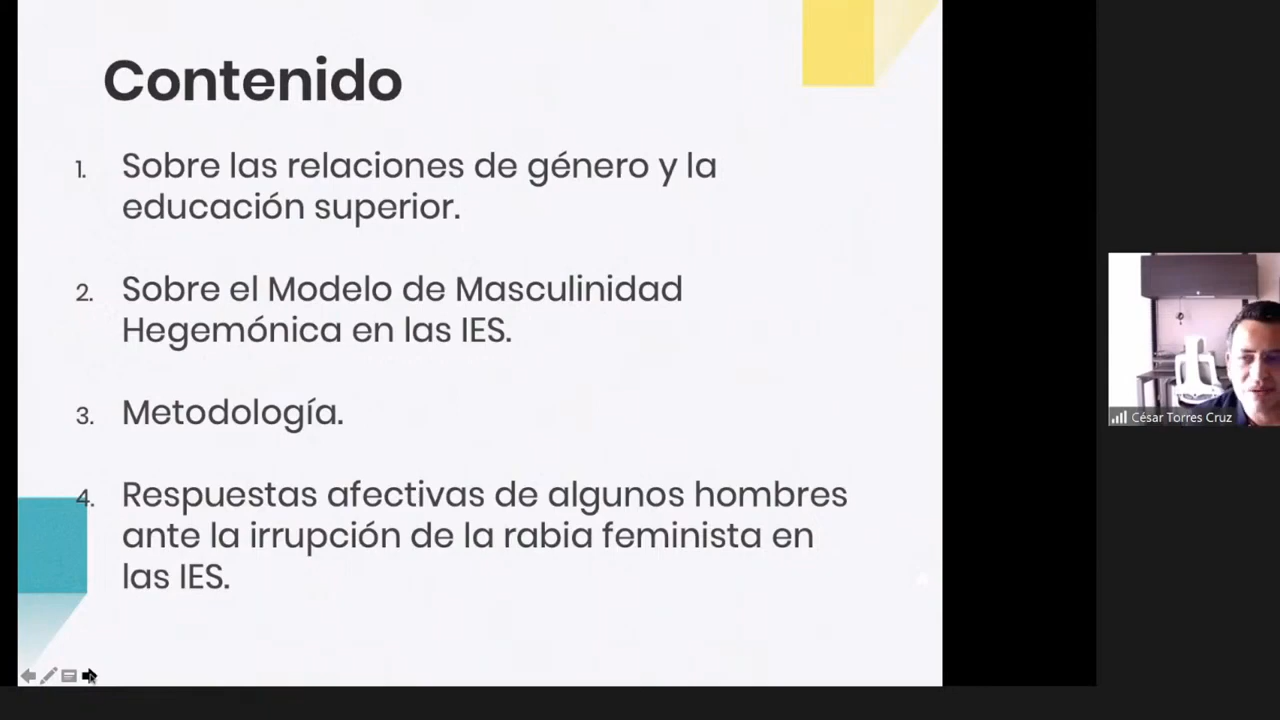 Contenido
1. Sobre las relaciones de género y la
educación superior.
2. Sobre el Modelo de Masculinidad
Hegemónica en las IES.
3. Metodología.
4. Respuestas afectivas de algunos hombres
ante la irrupción de la rabia feminista en
las IES.
César Torres Cruz